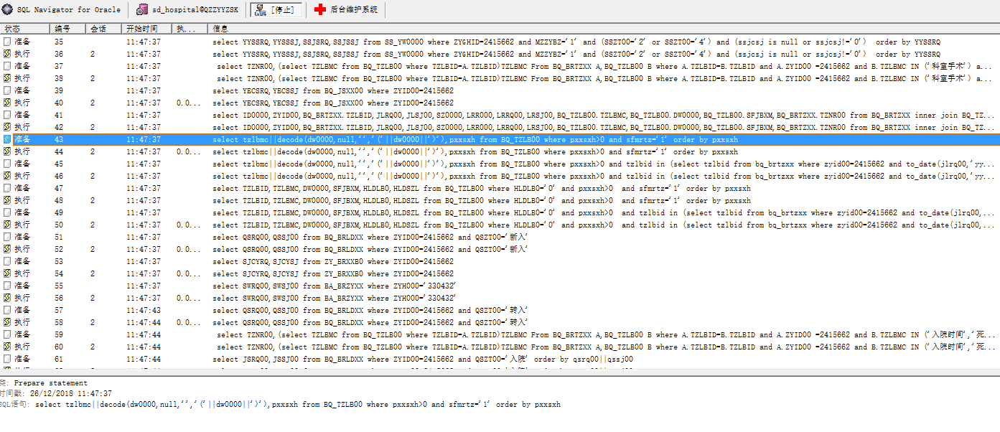 SQL Navigator for Oracle sd_hospital@QZZYYZSK [停止] 后台维护系统
状态 编号 会话 开始时间 执... 信息
准备 35 11:47:37 select YYSSRQ,YYSSSJ,SSJSRQ,SSJSSJ from SS_YW0000 where ZYGHID=2415662 and MZZYBZ='1' and (SSZT00='2' or SSZT00='4') and (ssjcsj is null or ssjcsj!='0') order by YYSSRQ
执行 36 2 11:47:37 select YYSSRQ,YYSSSJ,SSJSRQ,SSJSSJ from SS_YW0000 where ZYGHID=2415662 and MZZYBZ='1' and (SSZT00='2' or SSZT00='4') and (ssjcsj is null or ssjcsj!='0') order by YYSSRQ
准备 37 11:47:37 select TZNR00,(select TZLBMC from BQ_TZLB00 where TZLBID=A.TZLBID)TZLBMC From BQ_BRTZXX A,BQ_TZLB00 B where A.TZLBID=B.TZLBID and A.ZYID00 =2415662 and B.TZLBMC IN ('科室手术') a...
执行 38 2 11:47:37 select TZNR00,(select TZLBMC from BQ_TZLB00 where TZLBID=A.TZLBID)TZLBMC From BQ_BRTZXX A,BQ_TZLB00 B where A.TZLBID=B.TZLBID and A.ZYID00 =2415662 and B.TZLBMC IN ('科室手术') a...
准备 39 11:47:37 select YECSRQ,YECSSJ from BQ_JSXX00 where ZYID00=2415662
执行 40 2 11:47:37 0.0... select YECSRQ,YECSSJ from BQ_JSXX00 where ZYID00=2415662
准备 41 11:47:37 select ID0000,ZYID00,BQ_BRTZXX.TZLBID,JLRQ00,JLSJ00,SZ0000,LRR000,LRRQ00,LRSJ00,BQ_TZLB00.TZLBMC,BQ_TZLB00.DW0000,BQ_TZLB00.SFJBXM,BQ_BRTZXX.TZNR00 from BQ_BRTZXX inner join BQ_TZ...
执行 42 2 11:47:37 select ID0000,ZYID00,BQ_BRTZXX.TZLBID,JLRQ00,JLSJ00,SZ0000,LRR000,LRRQ00,LRSJ00,BQ_TZLB00.TZLBMC,BQ_TZLB00.DW0000,BQ_TZLB00.SFJBXM,BQ_BRTZXX.TZNR00 from BQ_BRTZXX inner join BQ_TZ...
准备 43 11:47:37 select tzlbmc||decode(dw0000,null,'','('||dw0000||')'),pxxsxh from BQ_TZLB00 where pxxsxh>0 and sfmrtz='1' order by pxxsxh
执行 44 2 11:47:37 0.0... select tzlbmc||decode(dw0000,null,'','('||dw0000||')'),pxxsxh from BQ_TZLB00 where pxxsxh>0 and sfmrtz='1' order by pxxsxh
准备 45 11:47:37 select tzlbmc||decode(dw0000,null,'','('||dw0000||')'),pxxsxh from BQ_TZLB00 where pxxsxh>0 and tzlbid in (select tzlbid from bq_brtzxx where zyid00=2415662 and to_date(jlrq00,'yy...
执行 46 2 11:47:37 select tzlbmc||decode(dw0000,null,'','('||dw0000||')'),pxxsxh from BQ_TZLB00 where pxxsxh>0 and tzlbid in (select tzlbid from bq_brtzxx where zyid00=2415662 and to_date(jlrq00,'yy...
准备 47 11:47:37 select TZLBID,TZLBMC,DW0000,SFJBXM,HLDLB0,HLDSZL from BQ_TZLB00 where HLDLB0='0' and pxxsxh>0 and sfmrtz='1' order by pxxsxh
执行 48 2 11:47:37 select TZLBID,TZLBMC,DW0000,SFJBXM,HLDLB0,HLDSZL from BQ_TZLB00 where HLDLB0='0' and pxxsxh>0 and sfmrtz='1' order by pxxsxh
准备 49 11:47:37 select TZLBID,TZLBMC,DW0000,SFJBXM,HLDLB0,HLDSZL from BQ_TZLB00 where HLDLB0='0' and pxxsxh>0 and tzlbid in (select tzlbid from bq_brtzxx where zyid00=2415662 and to_date(jlrq00,...
执行 50 2 11:47:37 0.0... select TZLBID,TZLBMC,DW0000,SFJBXM,HLDLB0,HLDSZL from BQ_TZLB00 where HLDLB0='0' and pxxsxh>0 and tzlbid in (select tzlbid from bq_brtzxx where zyid00=2415662 and to_date(jlrq00,...
准备 51 11:47:37 select QSRQ00,QSSJ00 from BQ_BRLDXX where ZYID00=2415662 and QSZT00='新入'
执行 52 2 11:47:37 0.0... select QSRQ00,QSSJ00 from BQ_BRLDXX where ZYID00=2415662 and QSZT00='新入'
准备 53 11:47:37 select SJCYRQ,SJCYSJ from ZY_BRXXB0 where ZYID00=2415662
执行 54 2 11:47:37 0.0... select SJCYRQ,SJCYSJ from ZY_BRXXB0 where ZYID00=2415662
准备 55 11:47:37 select SWRQ00,SWSJ00 from BA_BRZYXX where ZYH000='330432'
执行 56 2 11:47:37 0.0... select SWRQ00,SWSJ00 from BA_BRZYXX where ZYH000='330432'
准备 57 11:47:43 select QSRQ00,QSSJ00 from BQ_BRLDXX where ZYID00=2415662 and QSZT00='转入'
执行 58 2 11:47:44 0.0... select QSRQ00,QSSJ00 from BQ_BRLDXX where ZYID00=2415662 and QSZT00='转入'
准备 59 11:47:44 select TZNR00,(select TZLBMC from BQ_TZLB00 where TZLBID=A.TZLBID)TZLBMC From BQ_BRTZXX A,BQ_TZLB00 B where A.TZLBID=B.TZLBID and A.ZYID00 =2415662 and B.TZLBMC IN ('入院时间','死...
执行 60 2 11:47:44 select TZNR00,(select TZLBMC from BQ_TZLB00 where TZLBID=A.TZLBID)TZLBMC From BQ_BRTZXX A,BQ_TZLB00 B where A.TZLBID=B.TZLBID and A.ZYID00 =2415662 and B.TZLBMC IN ('入院时间','死...
准备 61 11:47:44 select JSRQ00,JSSJ00 from BQ_BRLDXX where ZYID00=2415662 and QSZT00='入院' order by qsrq00||qssj00
类: Prepare statement
时间戳: 26/12/2018 11:47:37
SQL语句: select tzlbmc||decode(dw0000,null,'','('||dw0000||')'),pxxsxh from BQ_TZLB00 where pxxsxh>0 and sfmrtz='1' order by pxxsxh